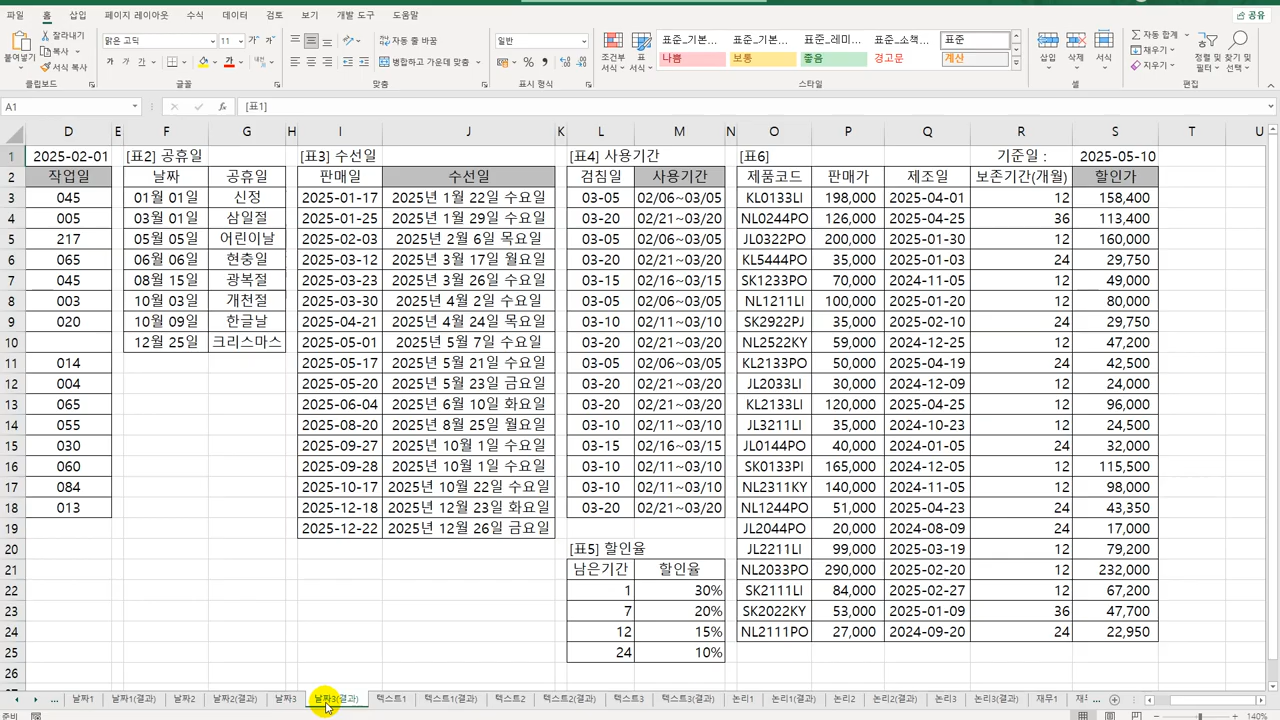 파일 홈 삽입 페이지 레이아웃 수식 데이터 검토 보기 개발 도구 도움말 공유
붙여넣기 잘라내기 복사 서식 복사 클립보드
맑은 고딕 11 가 가 글꼴
자동 줄 바꿈 병합하고 가운데 맞춤 맞춤
일반 % 표시 형식
조건부 서식 표 서식 표준_기본... 표준_기본... 표준_레미... 표준_소책... 표준
나쁨 보통 좋음 경고문 계산 스타일
삽입 삭제 서식 셀
자동 합계 채우기 지우기 정렬 및 필터 찾기 및 선택 편집
A1 fx [표1]
D E F G H I J K L M N O P Q R S T U
1 2025-02-01 [표2] 공휴일 [표3] 수선일 [표4] 사용기간 [표6] 기준일 : 2025-05-10
2 작업일 날짜 공휴일 판매일 수선일 검침일 사용기간 제품코드 판매가 제조일 보존기간(개월) 할인가
3 045 01월 01일 신정 2025-01-17 2025년 1월 22일 수요일 03-05 02/06~03/05 KL0133LI 198,000 2025-04-01 12 158,400
4 005 03월 01일 삼일절 2025-01-25 2025년 1월 29일 수요일 03-20 02/21~03/20 NL0244PO 126,000 2025-04-25 36 113,400
5 217 05월 05일 어린이날 2025-02-03 2025년 2월 6일 목요일 03-05 02/06~03/05 JL0322PO 200,000 2025-01-30 12 160,000
6 065 06월 06일 현충일 2025-03-12 2025년 3월 17일 월요일 03-20 02/21~03/20 KL5444PO 35,000 2025-01-03 24 29,750
7 045 08월 15일 광복절 2025-03-23 2025년 3월 26일 수요일 03-15 02/16~03/15 SK1233PO 70,000 2024-11-05 12 49,000
8 003 10월 03일 개천절 2025-03-30 2025년 4월 2일 수요일 03-05 02/06~03/05 NL1211LI 100,000 2025-01-20 12 80,000
9 020 10월 09일 한글날 2025-04-21 2025년 4월 24일 목요일 03-10 02/11~03/10 SK2922PJ 35,000 2025-02-10 24 29,750
10 12월 25일 크리스마스 2025-05-01 2025년 5월 7일 수요일 03-20 02/21~03/20 NL2522KY 59,000 2024-12-25 12 47,200
11 014 2025-05-17 2025년 5월 21일 수요일 03-05 02/06~03/05 KL2133PO 50,000 2025-04-19 24 42,500
12 004 2025-05-20 2025년 5월 23일 금요일 03-20 02/21~03/20 JL2033LI 30,000 2024-12-09 12 24,000
13 065 2025-06-04 2025년 6월 10일 화요일 03-20 02/21~03/20 KL2133LI 120,000 2025-04-25 12 96,000
14 055 2025-08-20 2025년 8월 25일 월요일 03-10 02/11~03/10 JL3211LI 35,000 2024-10-23 12 24,500
15 030 2025-09-27 2025년 10월 1일 수요일 03-15 02/16~03/15 JL0144PO 40,000 2024-01-05 24 32,000
16 060 2025-09-28 2025년 10월 1일 수요일 03-10 02/11~03/10 SK0133PI 165,000 2024-12-05 12 115,500
17 084 2025-10-17 2025년 10월 22일 수요일 03-10 02/11~03/10 NL2311KY 140,000 2024-11-05 12 98,000
18 013 2025-12-18 2025년 12월 23일 화요일 03-20 02/21~03/20 NL1244PO 51,000 2024-04-23 24 43,350
19 2025-12-22 2025년 12월 26일 금요일 JL2044PO 20,000 2024-08-09 24 17,000
20 [표5] 할인율 JL2211LI 99,000 2025-03-19 12 79,200
21 남은기간 할인율 NL2033PO 290,000 2025-02-22 12 232,000
22 1 30% SK2111LI 84,000 2025-02-27 12 67,200
23 7 20% SK2022KY 53,000 2025-01-09 36 47,700
24 12 15% NL2111PO 27,000 2024-09-20 24 22,950
25 24 10%
26
... 날짜1 날짜1(결과) 날짜2 날짜2(결과) 날짜3 날짜3(결과) 텍스트1 텍스트1(결과) 텍스트2 텍스트2(결과) 텍스트3 텍스트3(결과) 논리1 논리1(결과) 논리2 논리2(결과) 논리3 논리3(결과) 재무1 ...
준비 140%